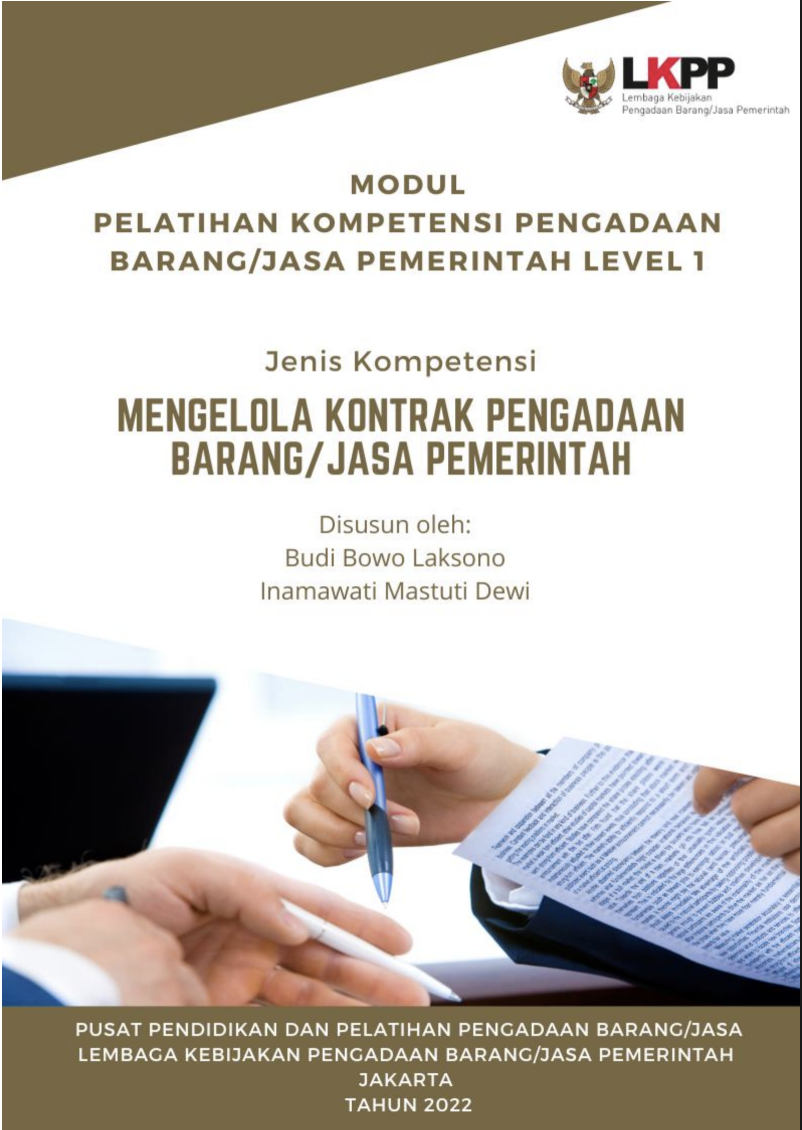 LKPP
Lembaga Kebijakan
Pengadaan Barang/Jasa Pemerintah
MODUL
PELATIHAN KOMPETENSI PENGADAAN
BARANG/JASA PEMERINTAH LEVEL 1
Jenis Kompetensi
MENGELOLA KONTRAK PENGADAAN
BARANG/JASA PEMERINTAH
Disusun oleh:
Budi Bowo Laksono
Inamawati Mastuti Dewi
PUSAT PENDIDIKAN DAN PELATIHAN PENGADAAN BARANG/JASA
LEMBAGA KEBIJAKAN PENGADAAN BARANG/JASA PEMERINTAH
JAKARTA
TAHUN 2022